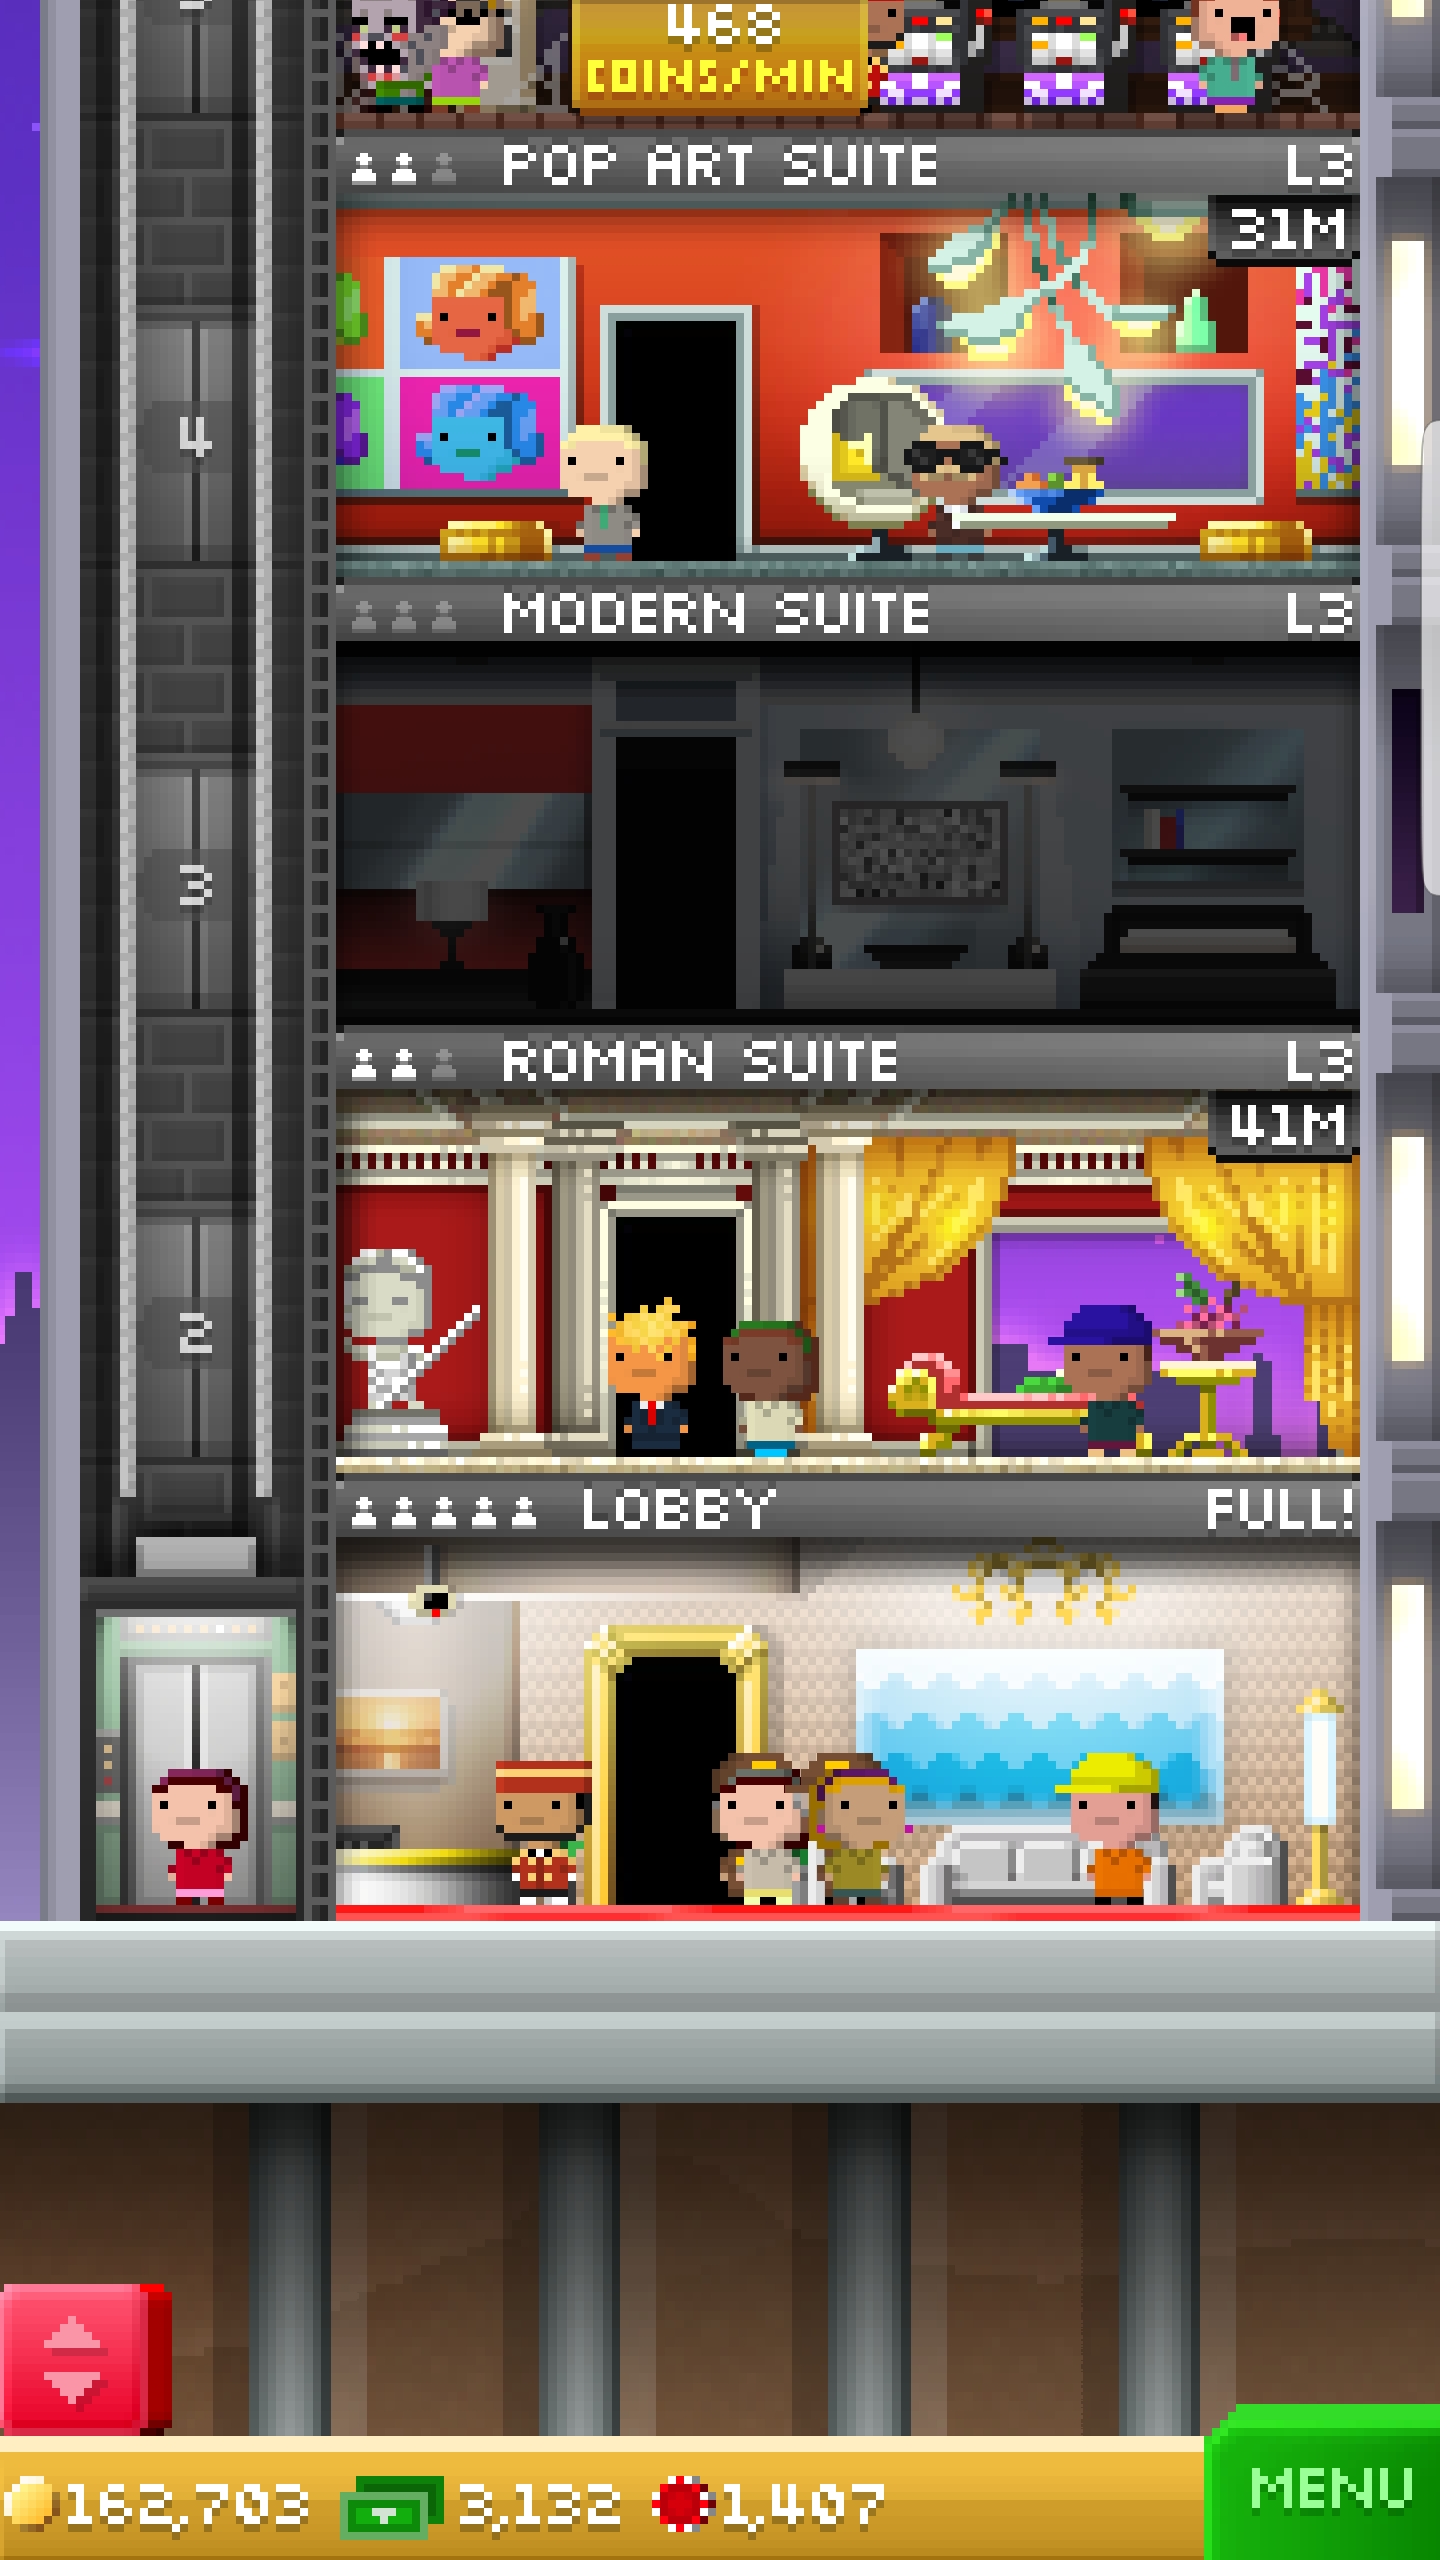 468
COINS/MIN
POP ART SUITE L3
31M
4
MODERN SUITE L3
3
ROMAN SUITE L3
41M
2
LOBBY FULL!
MENU
162,703 3,132 1,407